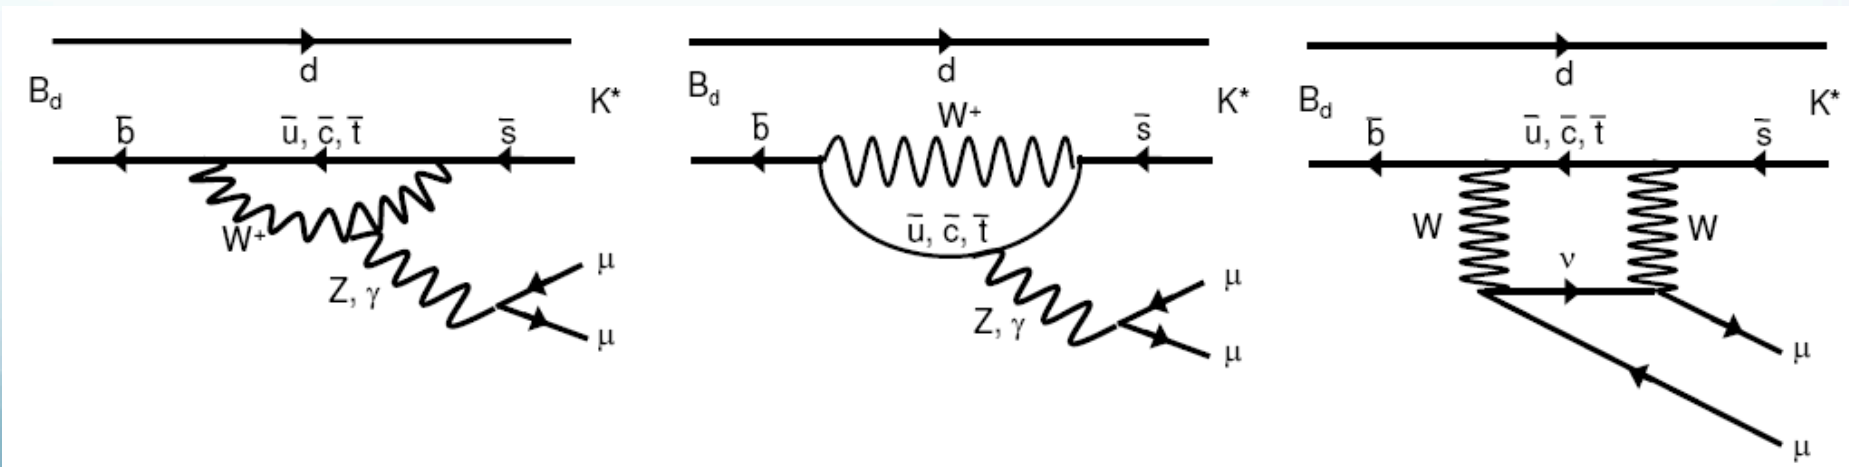 d
B_d
K*
b̄
ū, c̄, t̄
s̄
W⁺
Z, γ
μ
μ
d
B_d
K*
W⁺
b̄
s̄
ū, c̄, t̄
Z, γ
μ
μ
d
B_d
K*
b̄
ū, c̄, t̄
s̄
W
W
ν
μ
μ